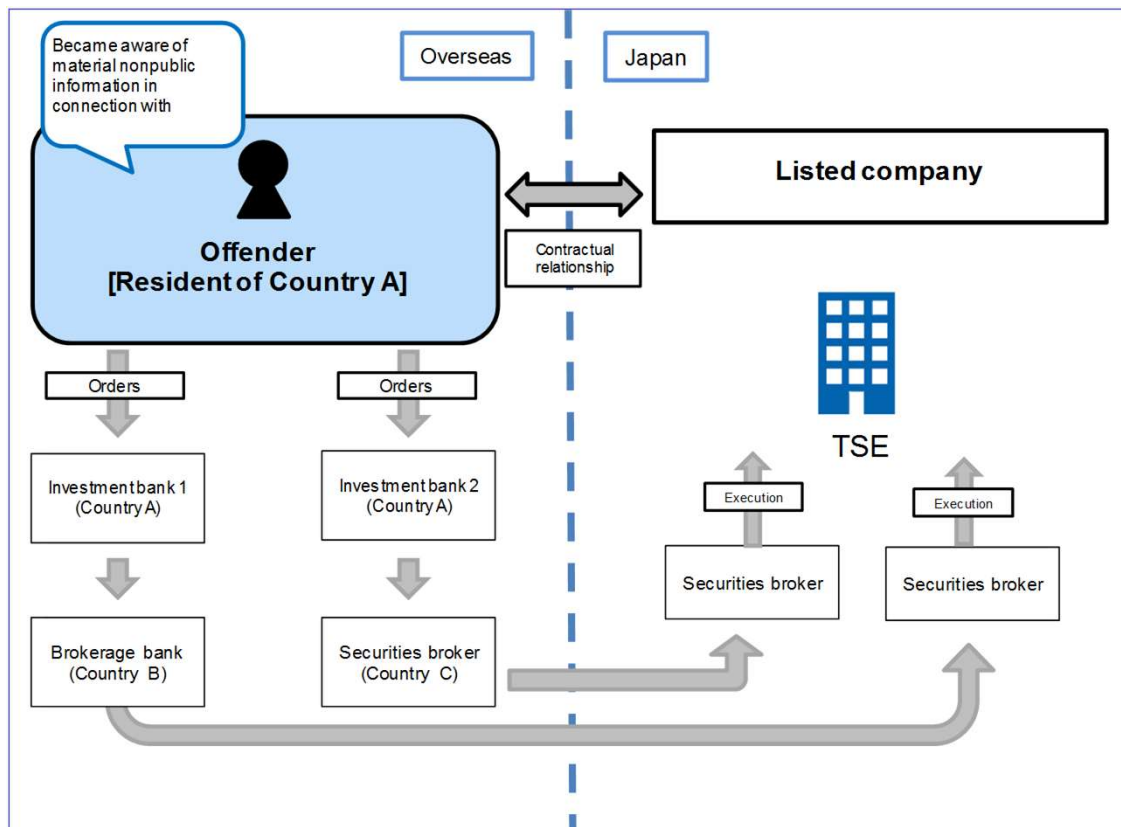 Became aware of
material nonpublic
information in
connection with
Overseas
Japan
Offender
[Resident of Country A]
Contractual
relationship
Listed company
TSE
Orders
Orders
Investment bank 1
(Country A)
Investment bank 2
(Country A)
Execution
Execution
Securities broker
Securities broker
Brokerage bank
(Country B)
Securities broker
(Country C)